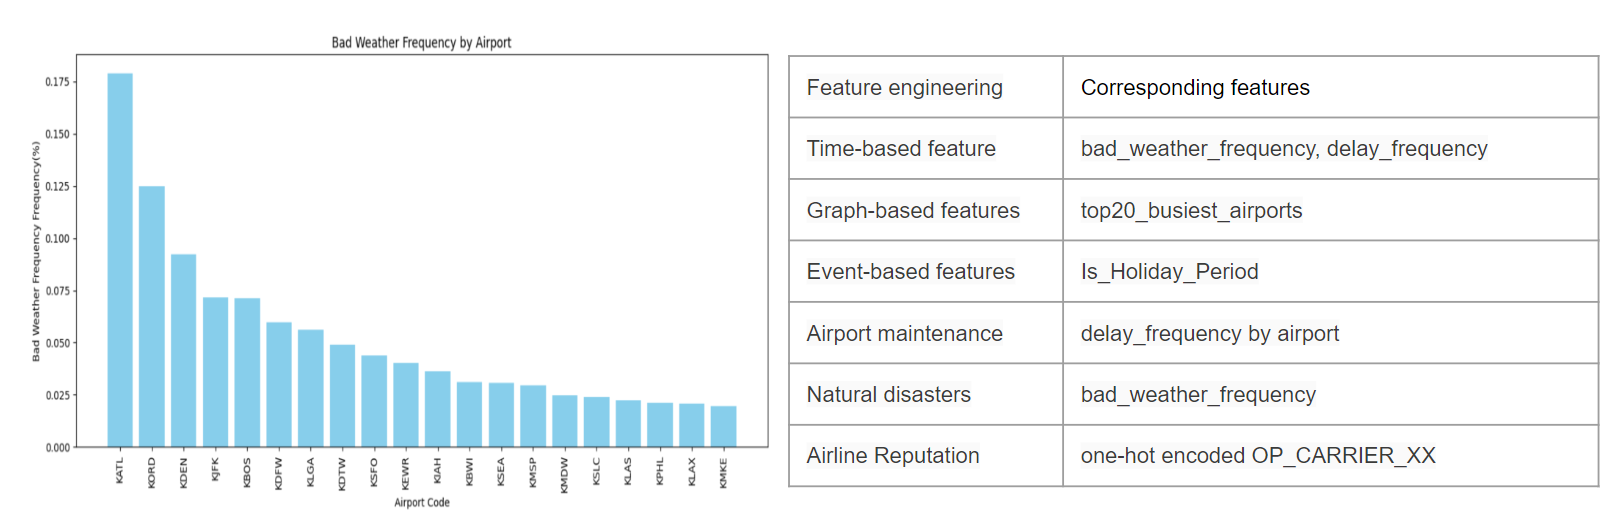 Bad Weather Frequency by Airport
Bad Weather Frequency Frequency(%)
0.175
0.150
0.125
0.100
0.075
0.050
0.025
0.000
KATL
KORD
KDEN
KJFK
KBOS
KDFW
KLGA
KDTW
KSFO
KEWR
KIAH
KBWI
KSEA
KMSP
KMDW
KSLC
KLAS
KPHL
KLAX
KMKE
Airport Code
Feature engineering
Corresponding features
Time-based feature
bad_weather_frequency, delay_frequency
Graph-based features
top20_busiest_airports
Event-based features
Is_Holiday_Period
Airport maintenance
delay_frequency by airport
Natural disasters
bad_weather_frequency
Airline Reputation
one-hot encoded OP_CARRIER_XX